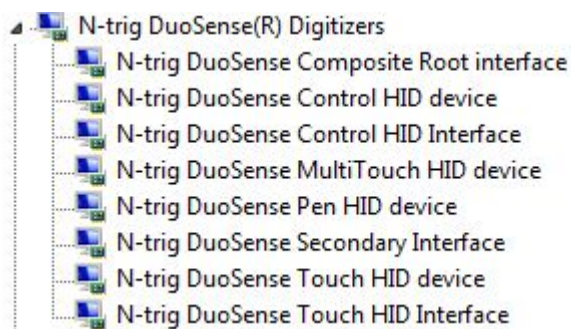 N-trig DuoSense(R) Digitizers
N-trig DuoSense Composite Root interface
N-trig DuoSense Control HID device
N-trig DuoSense Control HID Interface
N-trig DuoSense MultiTouch HID device
N-trig DuoSense Pen HID device
N-trig DuoSense Secondary Interface
N-trig DuoSense Touch HID device
N-trig DuoSense Touch HID Interface